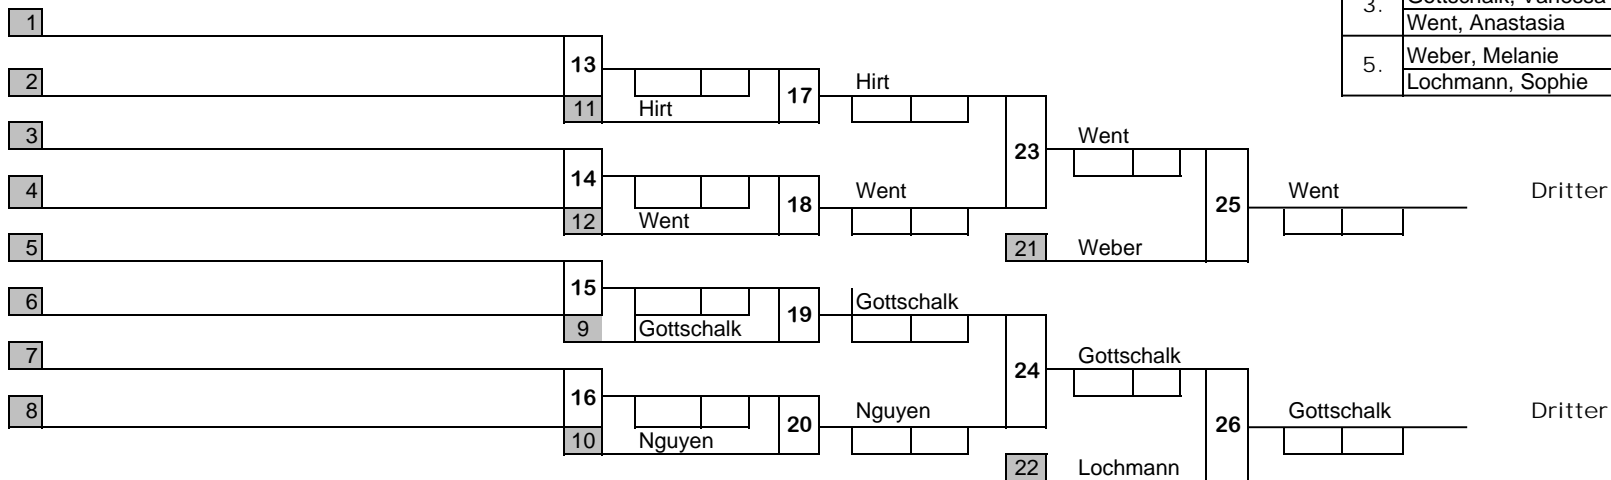 3. Gottschalk, Vanessa
1
Went, Anastasia
13
5. Weber, Melanie
2
17
Hirt
Lochmann, Sophie
11 Hirt
3
Went
23
14
4
18
Went
25
Went
Dritter
12 Went
5
21 Weber
15
6
19
Gottschalk
9 Gottschalk
7
Gottschalk
24
16
8
20
Nguyen
26
Gottschalk
Dritter
10 Nguyen
22 Lochmann